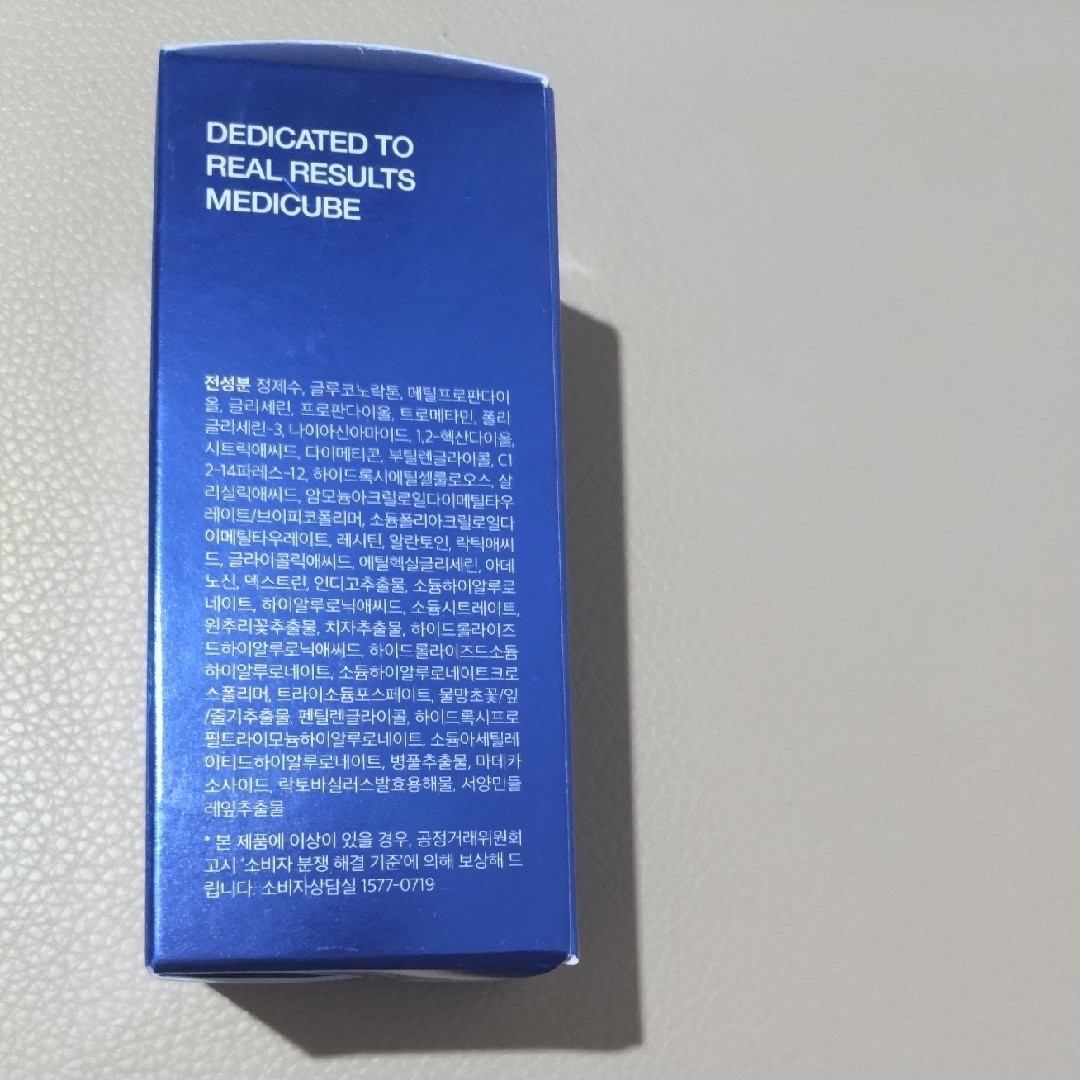 DEDICATED TO
REAL RESULTS
MEDICUBE
전성분 정제수, 글루코노락톤, 메틸프로판다이
올, 글리세린, 프로판다이올, 트로메타민, 폴리
글리세린-3, 나이아신아마이드, 1,2-헥산다이올,
시트릭애씨드, 다이메티콘, 부틸렌글라이콜, C1
2-14파레스-12, 하이드록시에틸셀룰로오스, 살
리실릭애씨드, 암모늄아크릴로일다이메틸타우
레이트/브이피코폴리머, 소듐폴리아크릴로일다
이메틸타우레이트, 레시틴, 알란토인, 락틱애씨
드, 글라이콜릭애씨드, 에틸헥실글리세린, 아데
노신, 덱스트린, 인디고추출물, 소듐하이알루로
네이트, 하이알루로닉애씨드, 소듐시트레이트,
원추리꽃추출물, 치자추출물, 하이드롤라이즈
드하이알루로닉애씨드, 하이드롤라이즈드소듐
하이알루로네이트, 소듐하이알루로네이트크로
스폴리머, 트라이소듐포스페이트, 물망초꽃/잎
/줄기추출물, 펜틸렌글라이콜, 하이드록시프로
필트라이모늄하이알루로네이트, 소듐아세틸레
이티드하이알루로네이트, 병풀추출물, 마데카
소사이드, 락토바실러스발효용해물, 서양민들
레잎추출물
* 본 제품에 이상이 있을 경우, 공정거래위원회
고시 '소비자 분쟁 해결 기준'에 의해 보상해 드
립니다. 소비자상담실 1577-0719